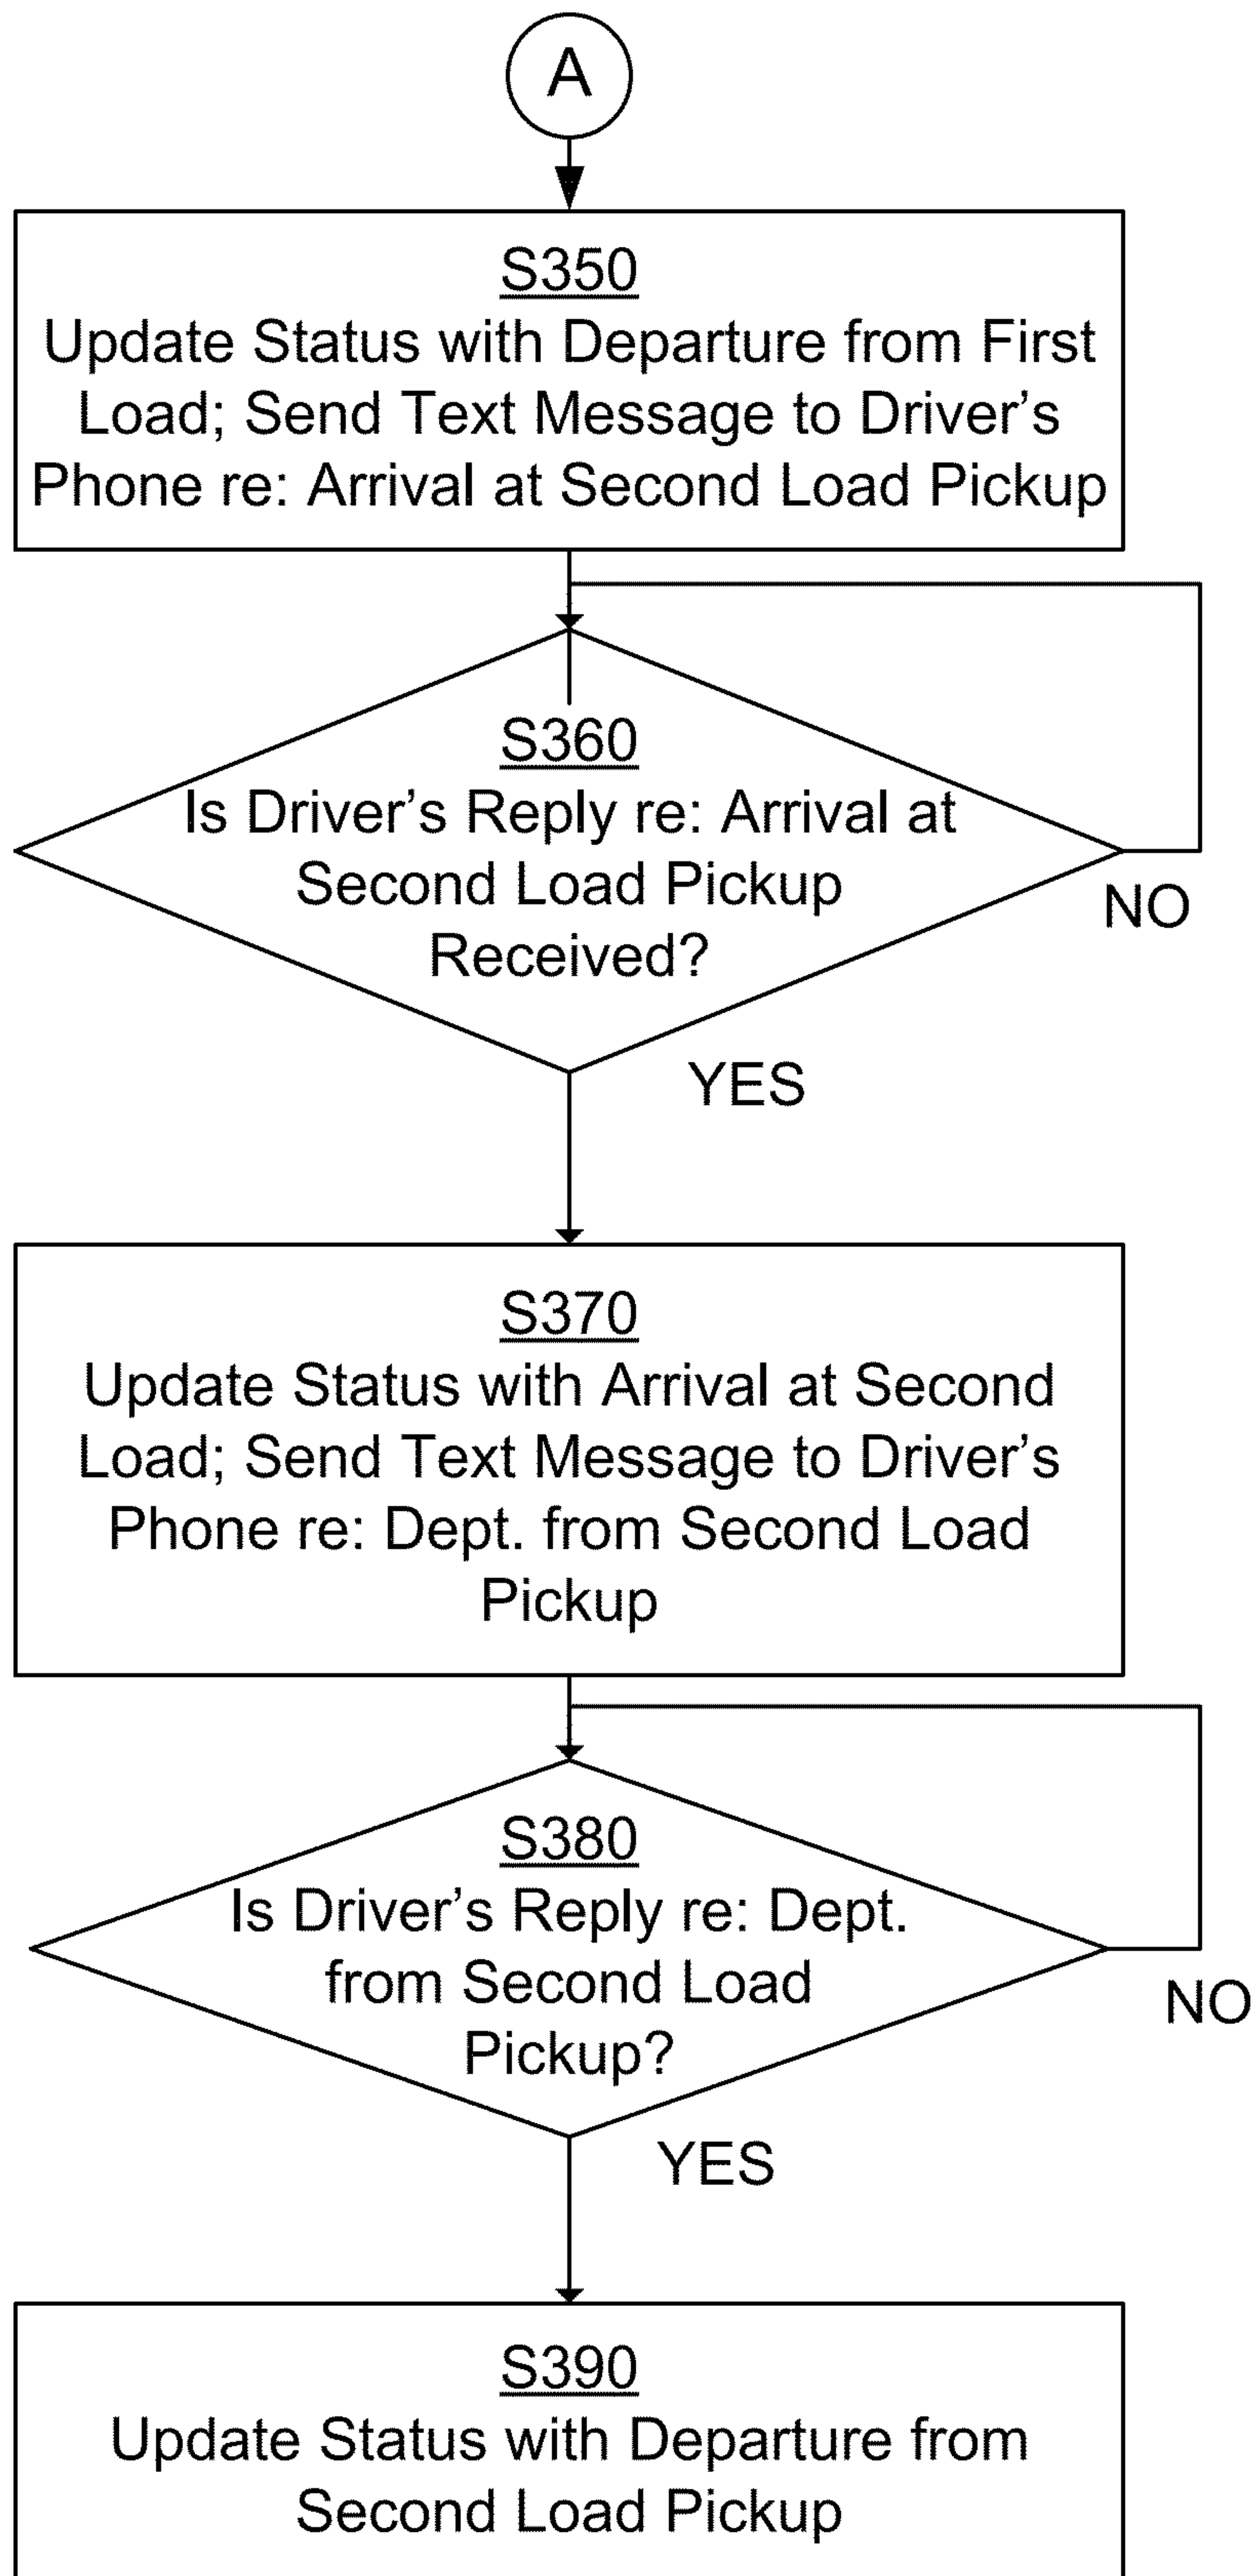 A
S350
Update Status with Departure from First
Load; Send Text Message to Driver’s
Phone re: Arrival at Second Load Pickup
S360
Is Driver’s Reply re: Arrival at
Second Load Pickup
Received?
NO
YES
S370
Update Status with Arrival at Second
Load; Send Text Message to Driver’s
Phone re: Dept. from Second Load
Pickup
S380
Is Driver’s Reply re: Dept.
from Second Load
Pickup?
NO
YES
S390
Update Status with Departure from
Second Load Pickup